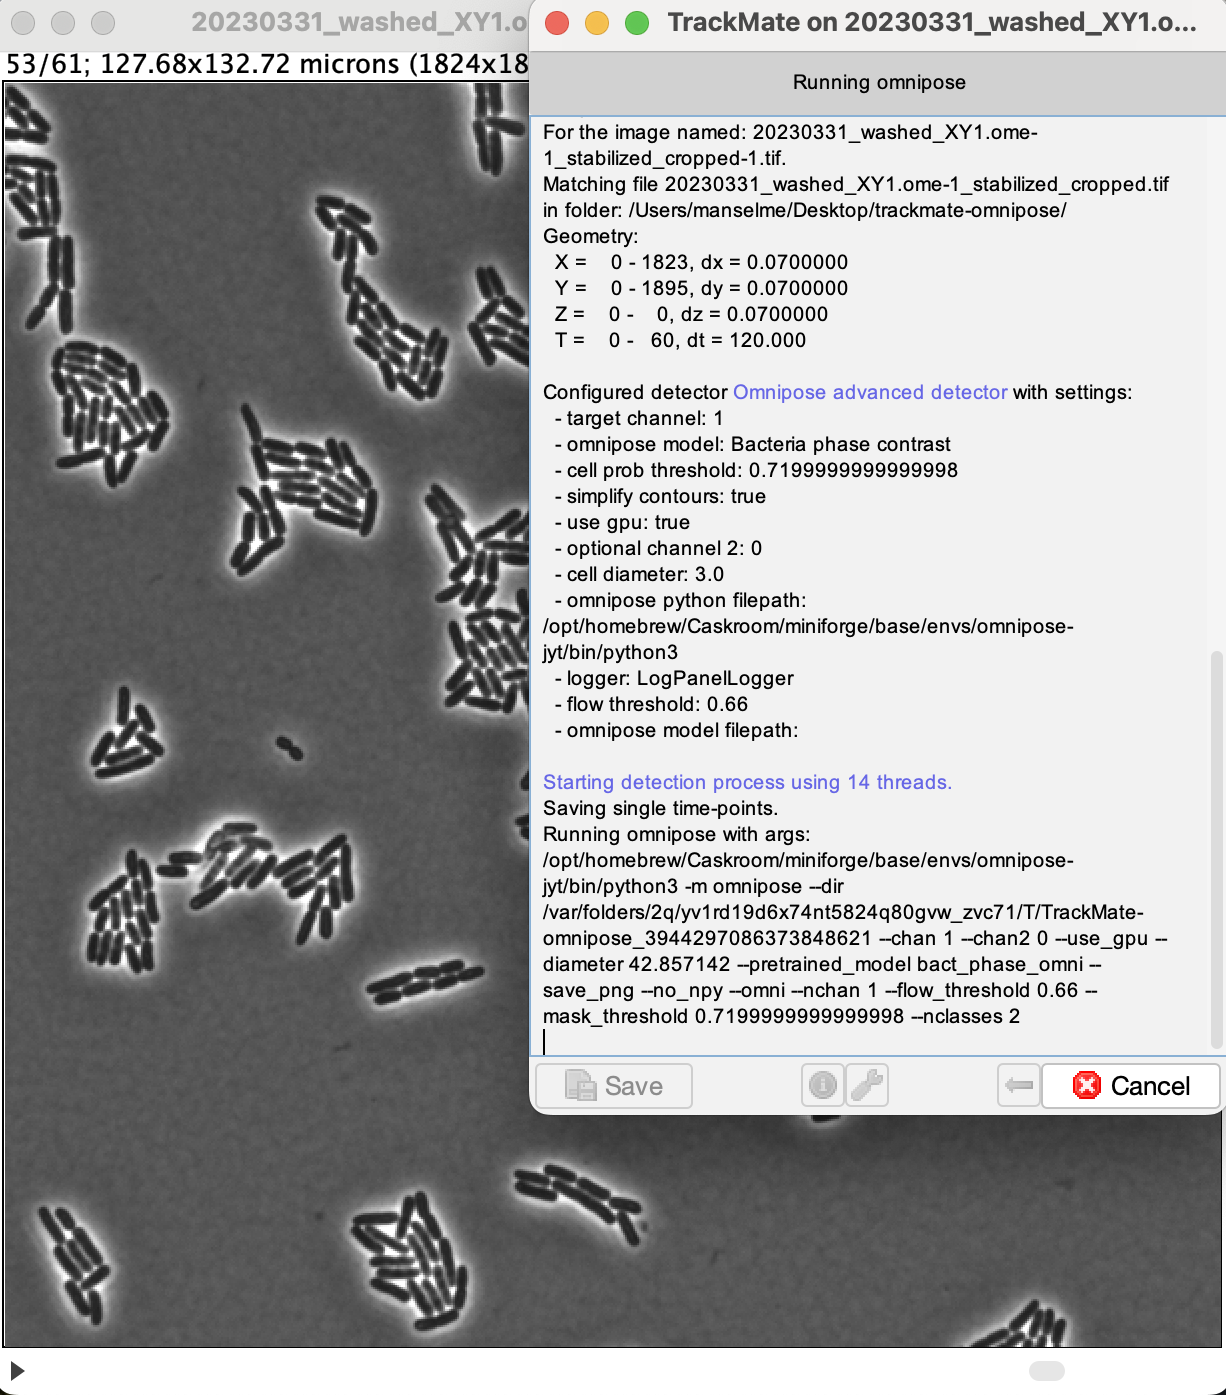 20230331_washed_XY1.o
TrackMate on 20230331_washed_XY1.o...
53/61; 127.68x132.72 microns (1824x18
Running omnipose
For the image named: 20230331_washed_XY1.ome-
1_stabilized_cropped-1.tif.
Matching file 20230331_washed_XY1.ome-1_stabilized_cropped.tif
in folder: /Users/manselme/Desktop/trackmate-omnipose/
Geometry:
X = 0 - 1823, dx = 0.0700000
Y = 0 - 1895, dy = 0.0700000
Z = 0 - 0, dz = 0.0700000
T = 0 - 60, dt = 120.000
Configured detector Omnipose advanced detector with settings:
- target channel: 1
- omnipose model: Bacteria phase contrast
- cell prob threshold: 0.7199999999999998
- simplify contours: true
- use gpu: true
- optional channel 2: 0
- cell diameter: 3.0
- omnipose python filepath:
/opt/homebrew/Caskroom/miniforge/base/envs/omnipose-
jyt/bin/python3
- logger: LogPanelLogger
- flow threshold: 0.66
- omnipose model filepath:
Starting detection process using 14 threads.
Saving single time-points.
Running omnipose with args:
/opt/homebrew/Caskroom/miniforge/base/envs/omnipose-
jyt/bin/python3 -m omnipose --dir
/var/folders/2q/yv1rd19d6x74nt5824q80gvw_zvc71/T/TrackMate-
omnipose_3944297086373848621 --chan 1 --chan2 0 --use_gpu --
diameter 42.857142 --pretrained_model bact_phase_omni --
save_png --no_npy --omni --nchan 1 --flow_threshold 0.66 --
mask_threshold 0.7199999999999998 --nclasses 2
Save
Cancel